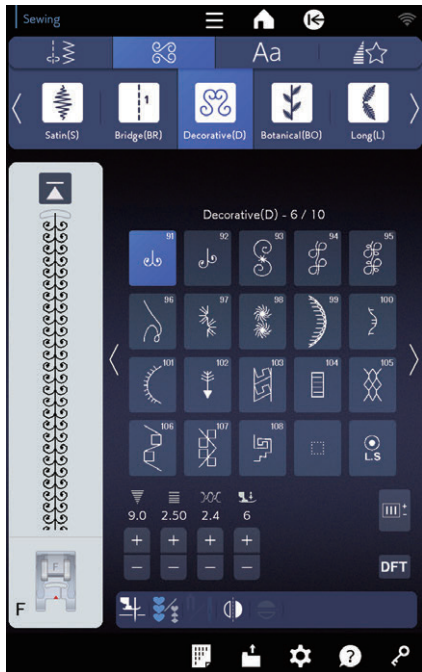 Sewing
Aa
1
Satin(S) Bridge(BR) Decorative(D) Botanical(BO) Long(L)
Decorative(D) - 6 / 10
91 92 93 94 95
96 97 98 99 100
101 102 103 104 105
106 107 108
L.S
9.0 2.50 2.4 6
+ + + +
− − − −
DFT
F
F
?